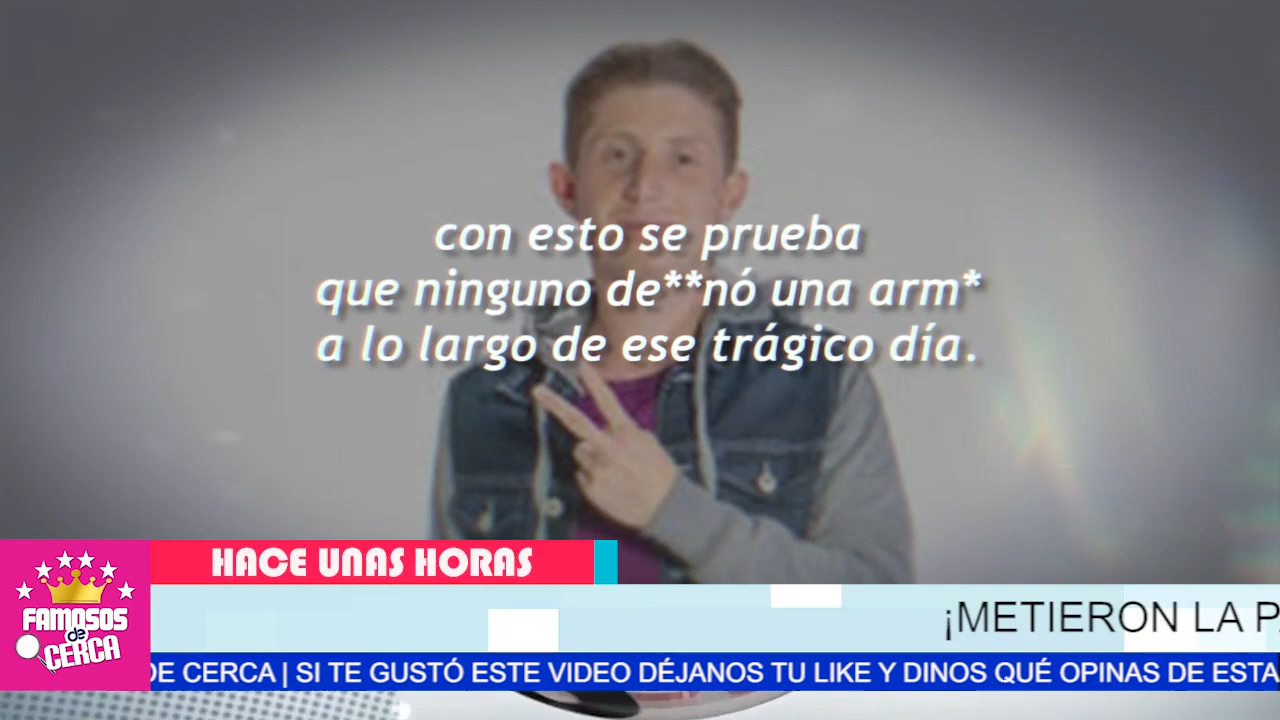 con esto se prueba
que ninguno de**nó una arm*
a lo largo de ese trágico día.
HACE UNAS HORAS
FAMOSOS
de
CERCA
¡METIERON LA
DE CERCA | SI TE GUSTÓ ESTE VIDEO DÉJANOS TU LIKE Y DINOS QUÉ OPINAS DE ESTA